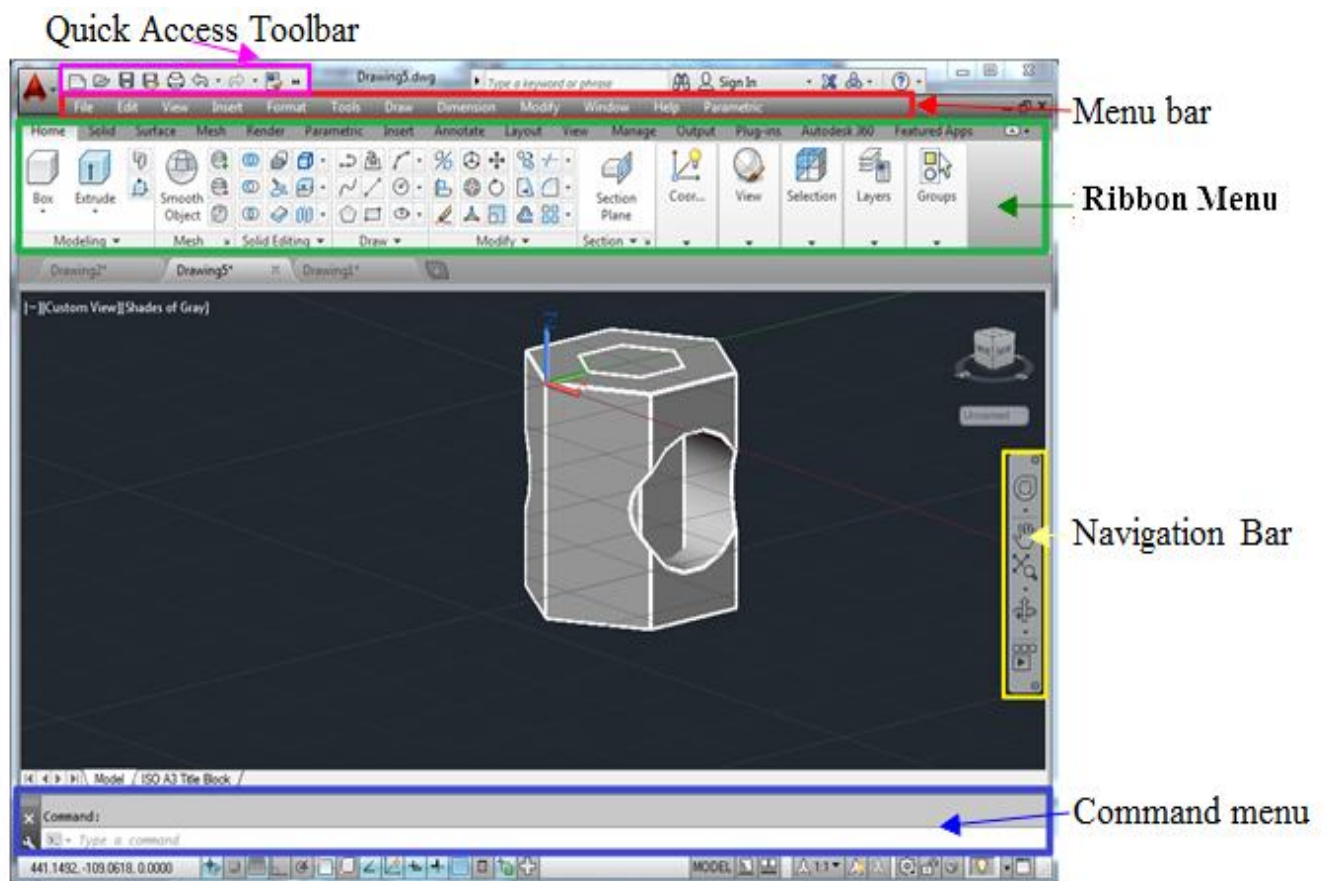 Quick Access Toolbar
Drawing5.dwg
Type a keyword or phrase
Sign In
File Edit View Insert Format Tools Draw Dimension Modify Window Help Parametric
Menu bar
Home Solid Surface Mesh Render Parametric Insert Annotate Layout View Manage Output Plug-ins Autodesk 360 Featured Apps
Box Extrude Smooth Object Section Plane Coor... View Selection Layers Groups
Ribbon Menu
Modeling Mesh Solid Editing Draw Modify Section
Drawing2* Drawing5* Drawing1*
[-][Custom View][Shades of Gray]
Z
Unnamed
Navigation Bar
Model ISO A3 Title Block
Command:
Type a command
Command menu
441.1492, -109.0618, 0.0000 MODEL 1:1